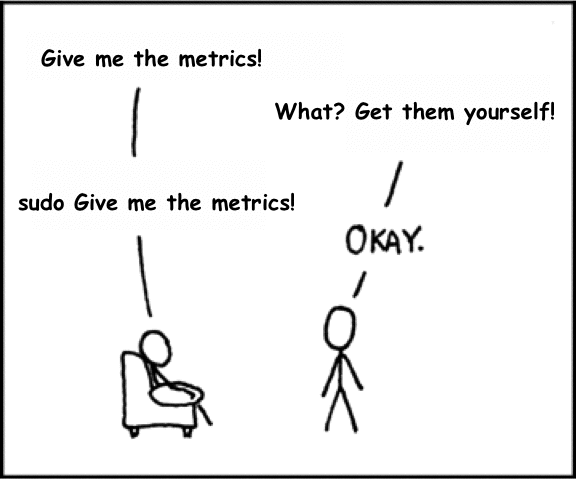 Give me the metrics!
What? Get them yourself!
sudo Give me the metrics!
OKAY.